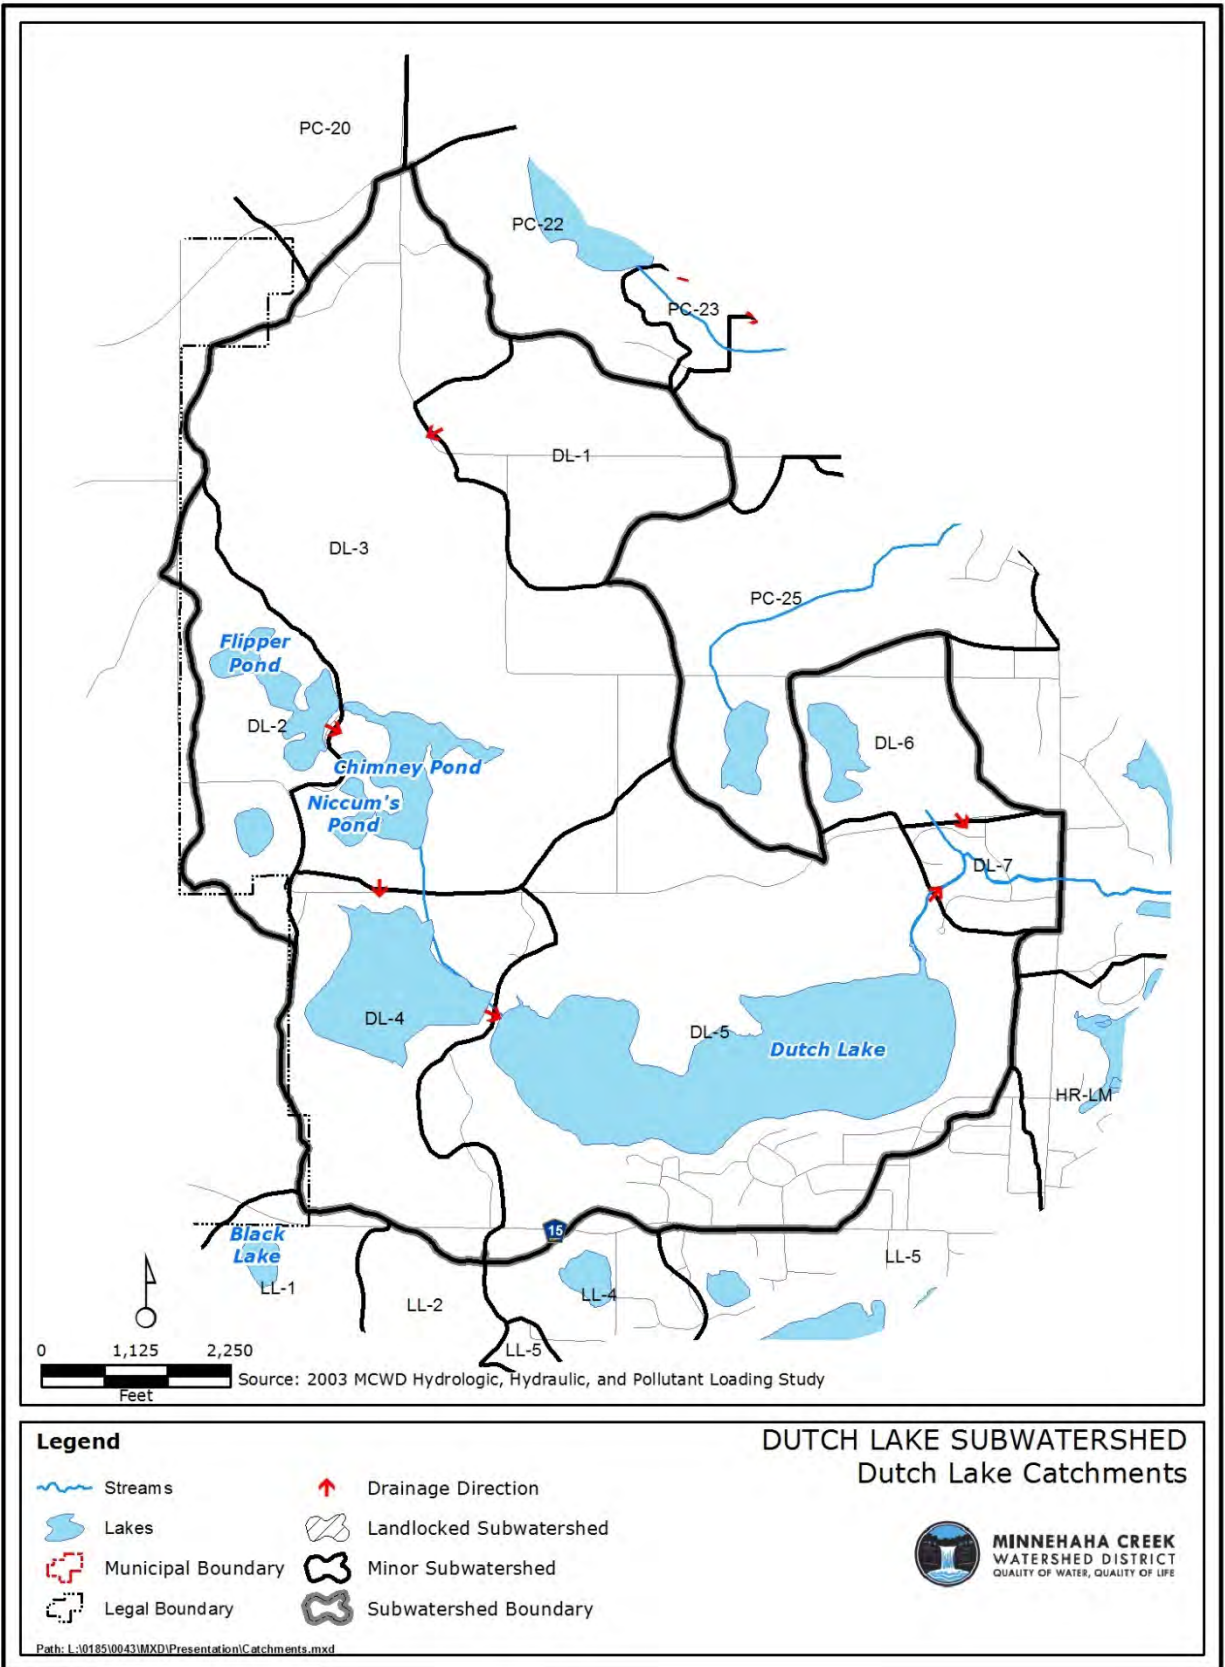 PC-20
PC-22
PC-23
DL-1
DL-3
PC-25
Flipper
Pond
DL-2
DL-6
Chimney Pond
Niccum's
Pond
DL-7
DL-4
DL-5
Dutch Lake
HR-LM
Black
Lake
15
LL-5
LL-1
LL-4
LL-2
LL-5
0 1,125 2,250
Feet
Source: 2003 MCWD Hydrologic, Hydraulic, and Pollutant Loading Study
Legend
Streams
Lakes
Municipal Boundary
Legal Boundary
Drainage Direction
Landlocked Subwatershed
Minor Subwatershed
Subwatershed Boundary
DUTCH LAKE SUBWATERSHED
Dutch Lake Catchments
MINNEHAHA CREEK
WATERSHED DISTRICT
QUALITY OF WATER, QUALITY OF LIFE
Path: L:\0185\0043\MXD\Presentation\Catchments.mxd